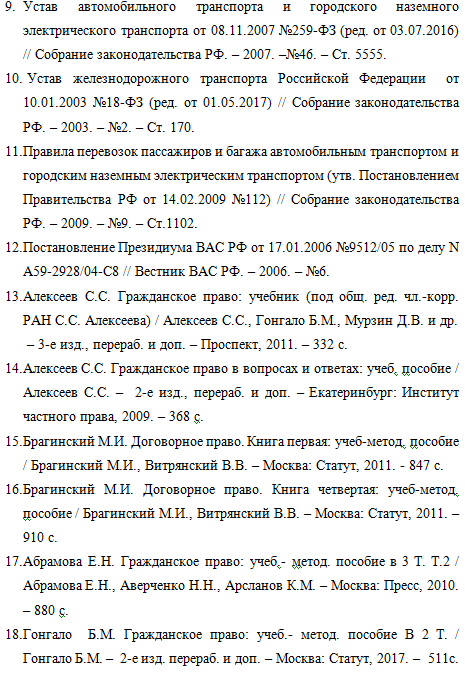 9. Устав автомобильного транспорта и городского наземного
электрического транспорта от 08.11.2007 №259-ФЗ (ред. от 03.07.2016)
// Собрание законодательства РФ. – 2007. –№46. – Ст. 5555.
10. Устав железнодорожного транспорта Российской Федерации от
10.01.2003 №18-ФЗ (ред. от 01.05.2017) // Собрание законодательства
РФ. – 2003. – №2. – Ст. 170.
11.Правила перевозок пассажиров и багажа автомобильным транспортом и
городским наземным электрическим транспортом (утв. Постановлением
Правительства РФ от 14.02.2009 №112) // Собрание законодательства
РФ. – 2009. – №9. – Ст.1102.
12.Постановление Президиума ВАС РФ от 17.01.2006 №9512/05 по делу N
А59-2928/04-С8 // Вестник ВАС РФ. – 2006. – №6.
13.Алексеев С.С. Гражданское право: учебник (под общ. ред. чл.-корр.
РАН С.С. Алексеева) / Алексеев С.С., Гонгало Б.М., Мурзин Д.В. и др.
– 3-е изд., перераб. и доп. – Проспект, 2011. – 332 с.
14.Алексеев С.С. Гражданское право в вопросах и ответах: учеб. пособие /
Алексеев С.С. – 2-е изд., перераб. и доп. – Екатеринбург: Институт
частного права, 2009. – 368 с.
15.Брагинский М.И. Договорное право. Книга первая: учеб-метод. пособие
/ Брагинский М.И., Витрянский В.В. – Москва: Статут, 2011. - 847 с.
16.Брагинский М.И. Договорное право. Книга четвертая: учеб-метод.
пособие / Брагинский М.И., Витрянский В.В. – Москва: Статут, 2011. –
910 с.
17.Абрамова Е.Н. Гражданское право: учеб.- метод. пособие в 3 Т. Т.2 /
Абрамова Е.Н., Аверченко Н.Н., Арсланов К.М. – Москва: Пресс, 2010.
– 880 с.
18.Гонгало Б.М. Гражданское право: учеб.- метод. пособие В 2 Т. /
Гонгало Б.М. – 2-е изд. перераб. и доп. – Москва: Статут, 2017. – 511с.